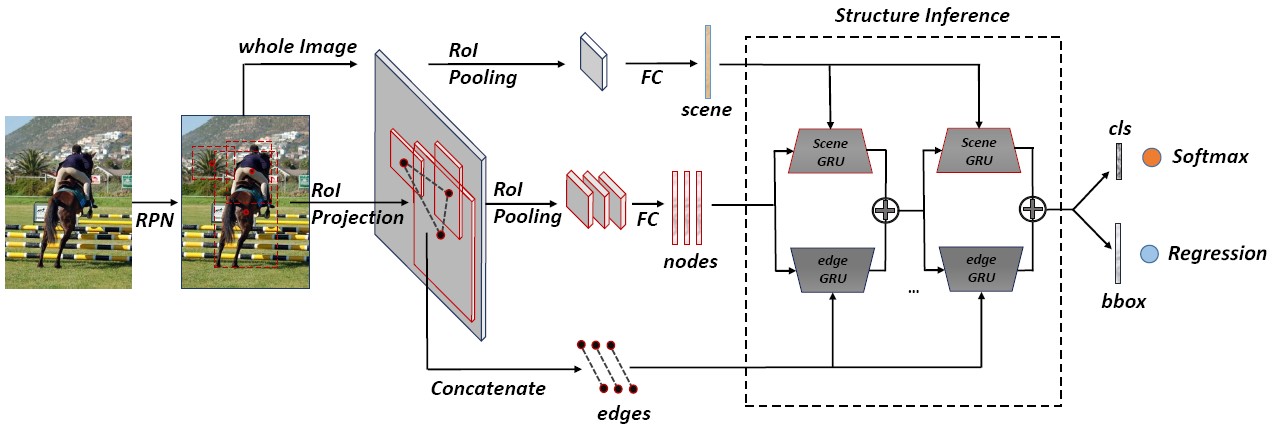 Structure Inference
whole Image
RoI
Pooling
FC
scene
Scene
GRU
Scene
GRU
cls
Softmax
RPN
RoI
Projection
RoI
Pooling
FC
nodes
edge
GRU
edge
GRU
...
Regression
bbox
Concatenate
edges